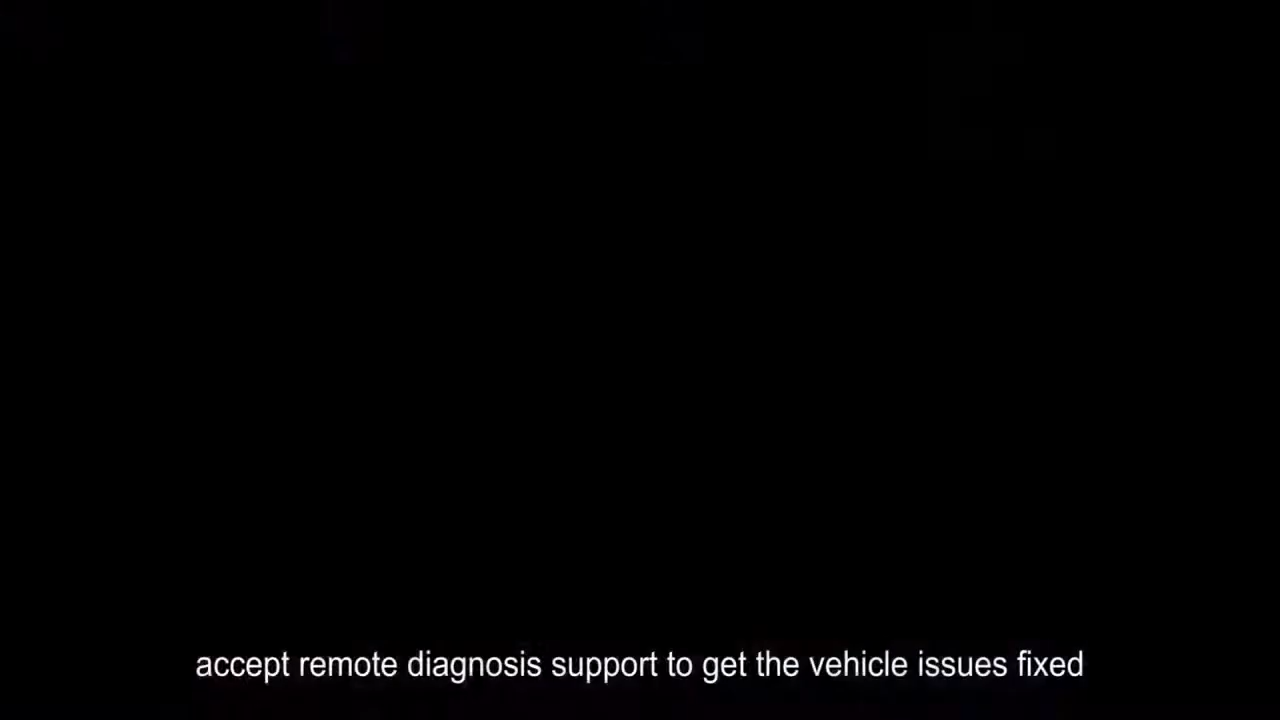 accept remote diagnosis support to get the vehicle issues fixed